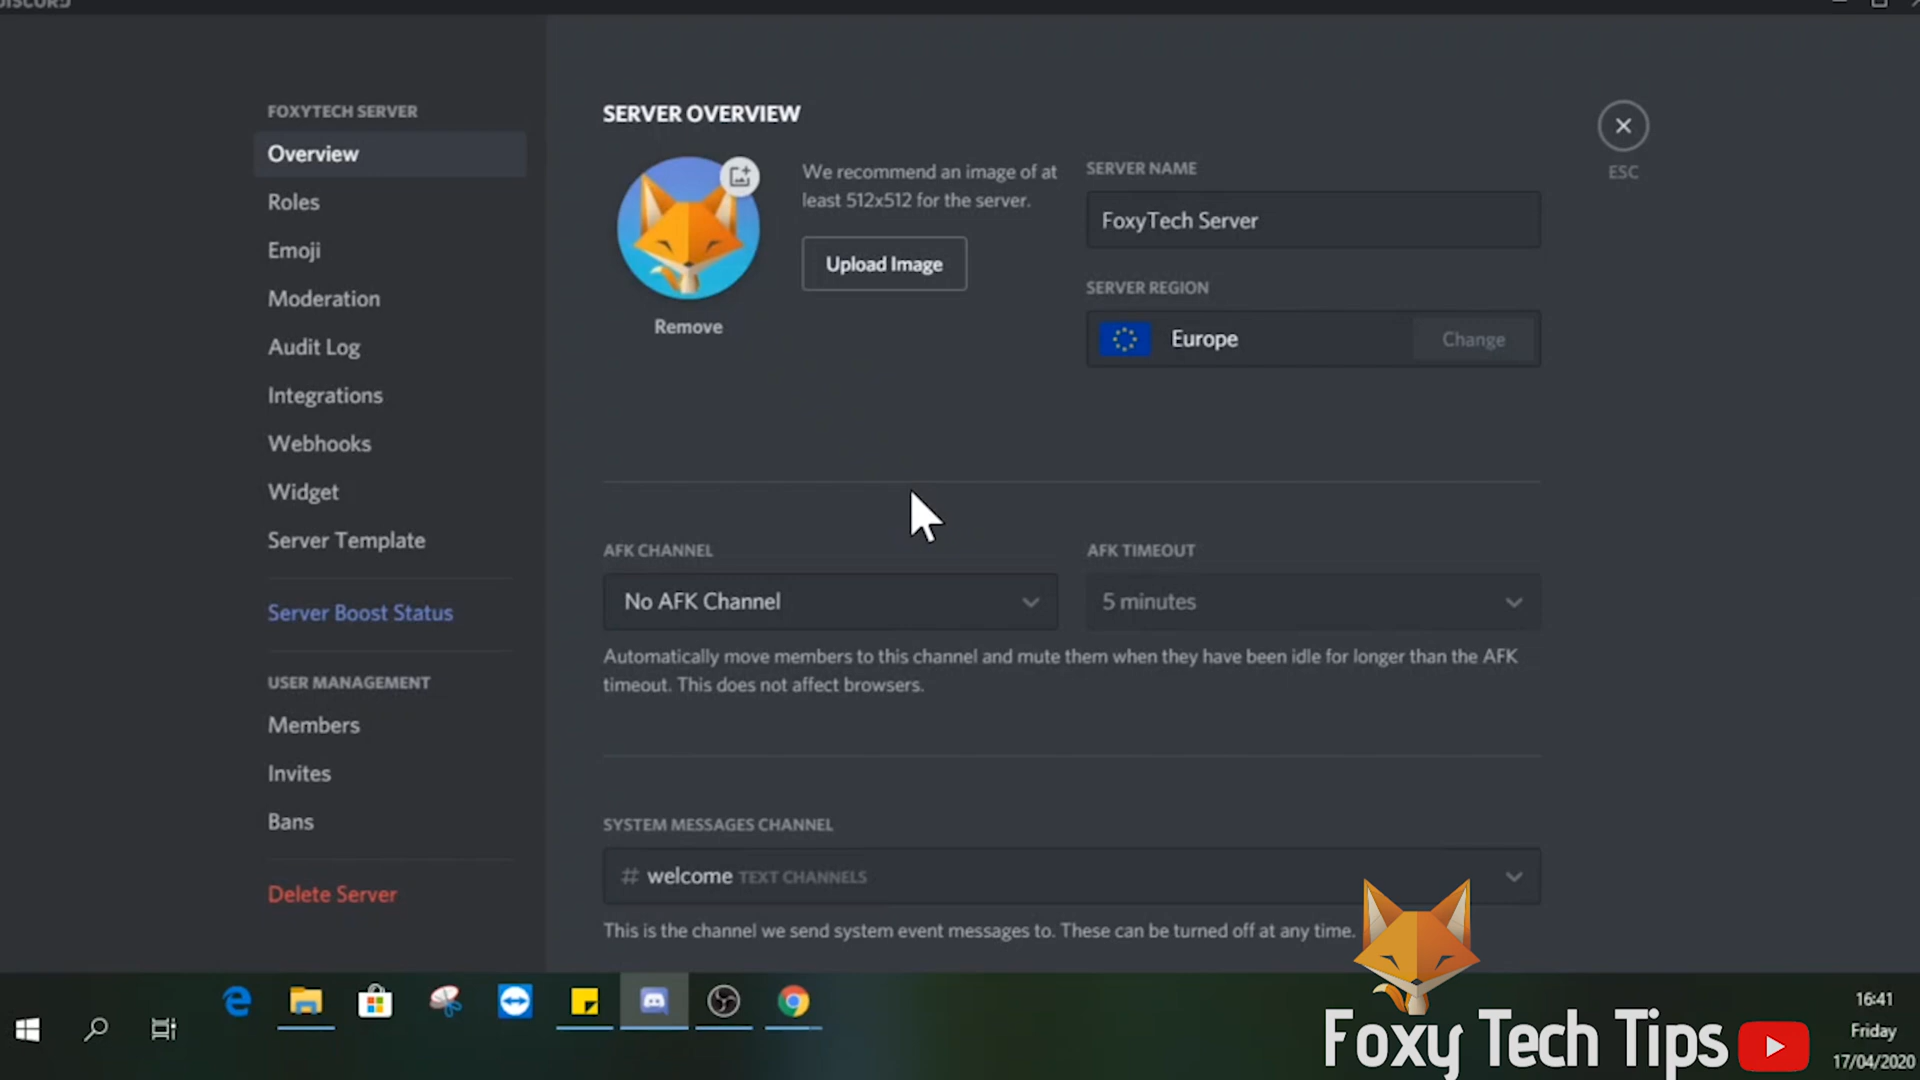 DISCORD
FOXYTECH SERVER
Overview
Roles
Emoji
Moderation
Audit Log
Integrations
Webhooks
Widget
Server Template
Server Boost Status
USER MANAGEMENT
Members
Invites
Bans
Delete Server
SERVER OVERVIEW
We recommend an image of at
least 512x512 for the server.
Upload Image
Remove
SERVER NAME
FoxyTech Server
SERVER REGION
Europe
Change
ESC
AFK CHANNEL
No AFK Channel
AFK TIMEOUT
5 minutes
Automatically move members to this channel and mute them when they have been idle for longer than the AFK
timeout. This does not affect browsers.
SYSTEM MESSAGES CHANNEL
# welcome TEXT CHANNELS
This is the channel we send system event messages to. These can be turned off at any time.
Foxy Tech Tips
16:41
Friday
17/04/2020